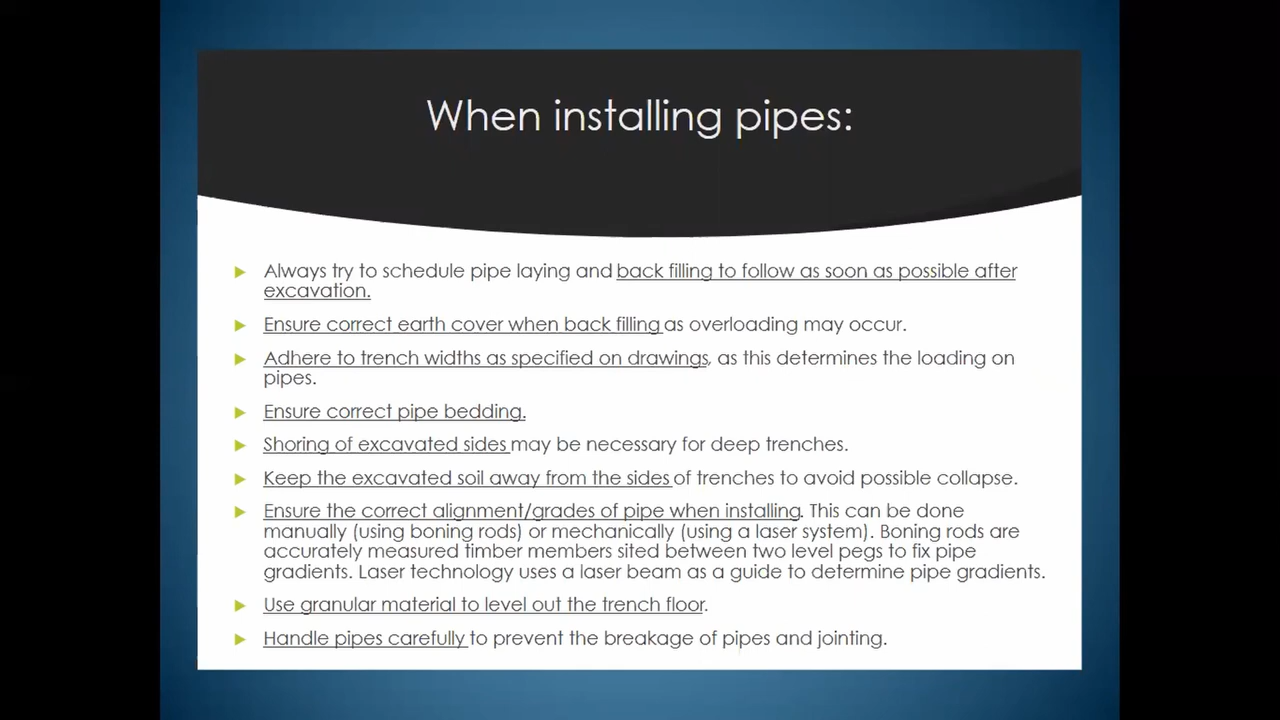 When installing pipes:
Always try to schedule pipe laying and back filling to follow as soon as possible after
excavation.
Ensure correct earth cover when back filling as overloading may occur.
Adhere to trench widths as specified on drawings, as this determines the loading on
pipes.
Ensure correct pipe bedding.
Shoring of excavated sides may be necessary for deep trenches.
Keep the excavated soil away from the sides of trenches to avoid possible collapse.
Ensure the correct alignment/grades of pipe when installing. This can be done
manually (using boning rods) or mechanically (using a laser system). Boning rods are
accurately measured timber members sited between two level pegs to fix pipe
gradients. Laser technology uses a laser beam as a guide to determine pipe gradients.
Use granular material to level out the trench floor.
Handle pipes carefully to prevent the breakage of pipes and jointing.